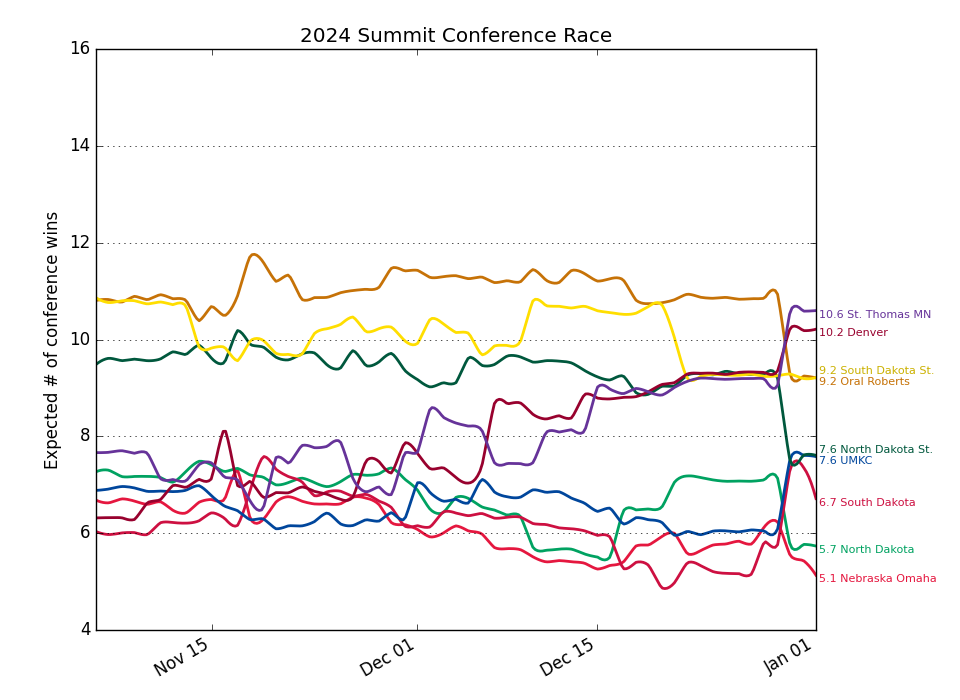 2024 Summit Conference Race
Expected # of conference wins
16
14
12
10
8
6
4
Nov 15
Dec 01
Dec 15
Jan 01
10.6 St. Thomas MN
10.2 Denver
9.2 South Dakota St.
9.2 Oral Roberts
7.6 North Dakota St.
7.6 UMKC
6.7 South Dakota
5.7 North Dakota
5.1 Nebraska Omaha